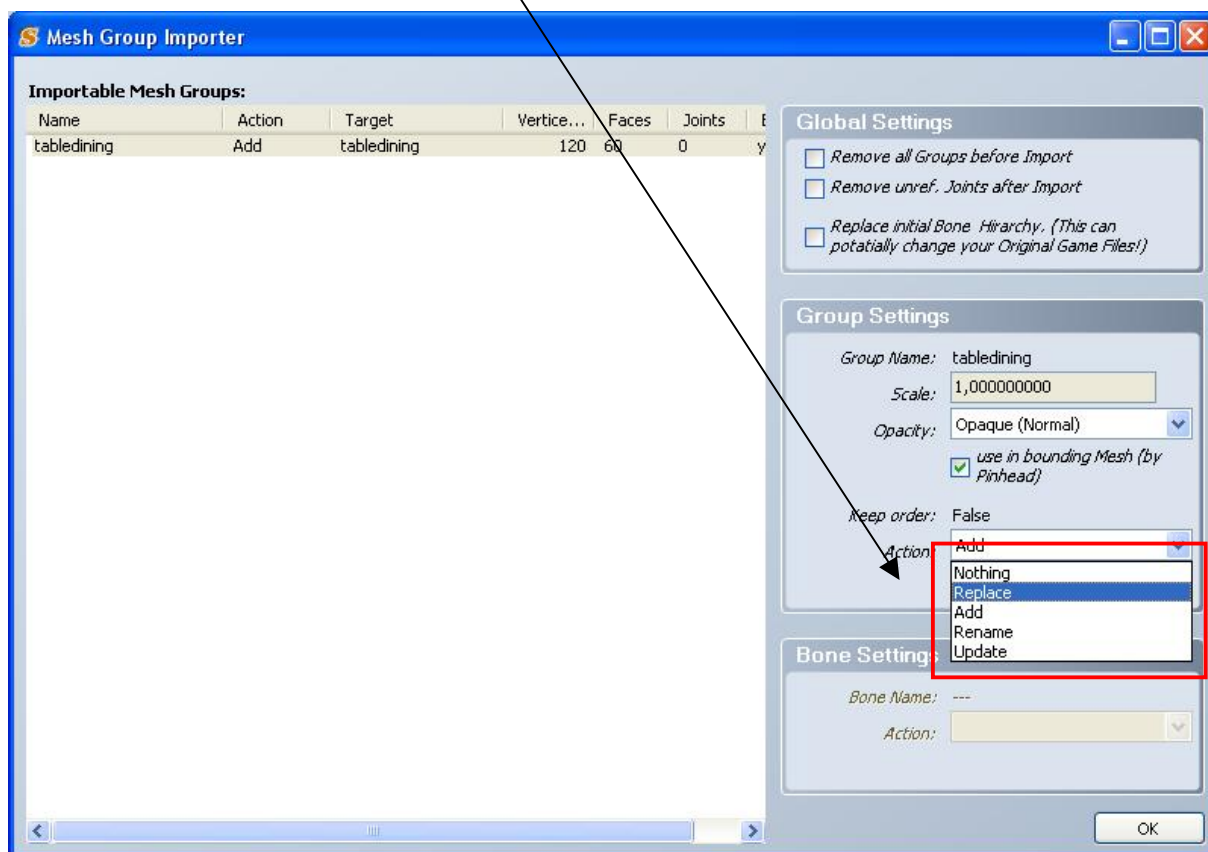 Mesh Group Importer
Importable Mesh Groups:
Name Action Target Vertice... Faces Joints E
tabledining Add tabledining 120 60 0 y
Global Settings
Remove all Groups before Import
Remove unref. Joints after Import
Replace initial Bone Hirarchy. (This can
potatially change your Original Game Files!)
Group Settings
Group Name: tabledining
Scale: 1,000000000
Opacity: Opaque (Normal)
use in bounding Mesh (by
Pinhead)
Keep order: False
Action: Add
Nothing
Replace
Add
Rename
Update
Bone Settings
Bone Name: ---
Action:
OK